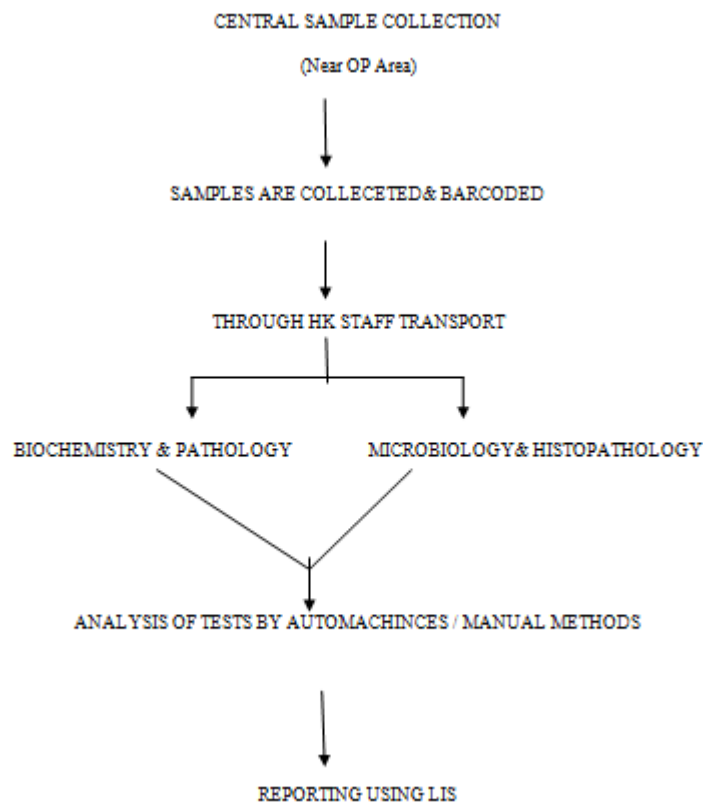 CENTRAL SAMPLE COLLECTION
(Near OP Area)
SAMPLES ARE COLLECETED& BARCODED
THROUGH HK STAFF TRANSPORT
BIOCHEMISTRY & PATHOLOGY
MICROBIOLOGY& HISTOPATHOLOGY
ANALYSIS OF TESTS BY AUTOMACHINCES / MANUAL METHODS
REPORTING USING LIS